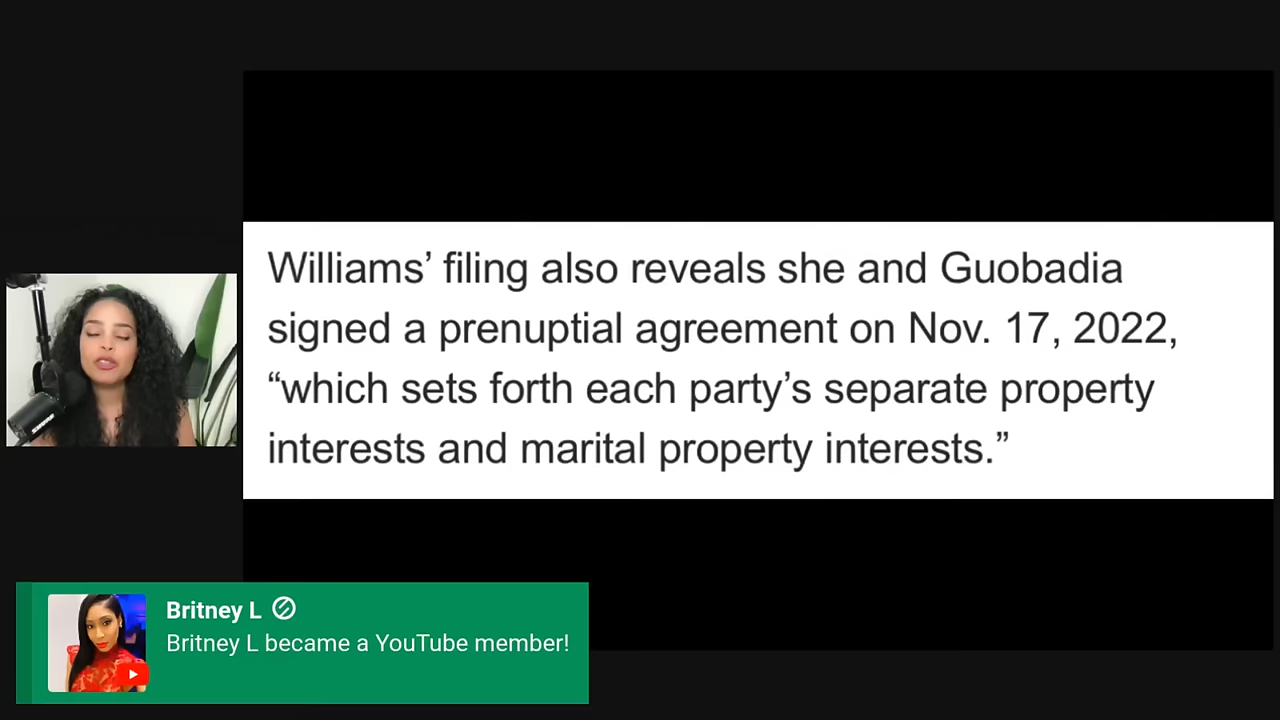 Williams’ filing also reveals she and Guobadia
signed a prenuptial agreement on Nov. 17, 2022,
“which sets forth each party’s separate property
interests and marital property interests.”
SHURE
Britney L
Britney L became a YouTube member!